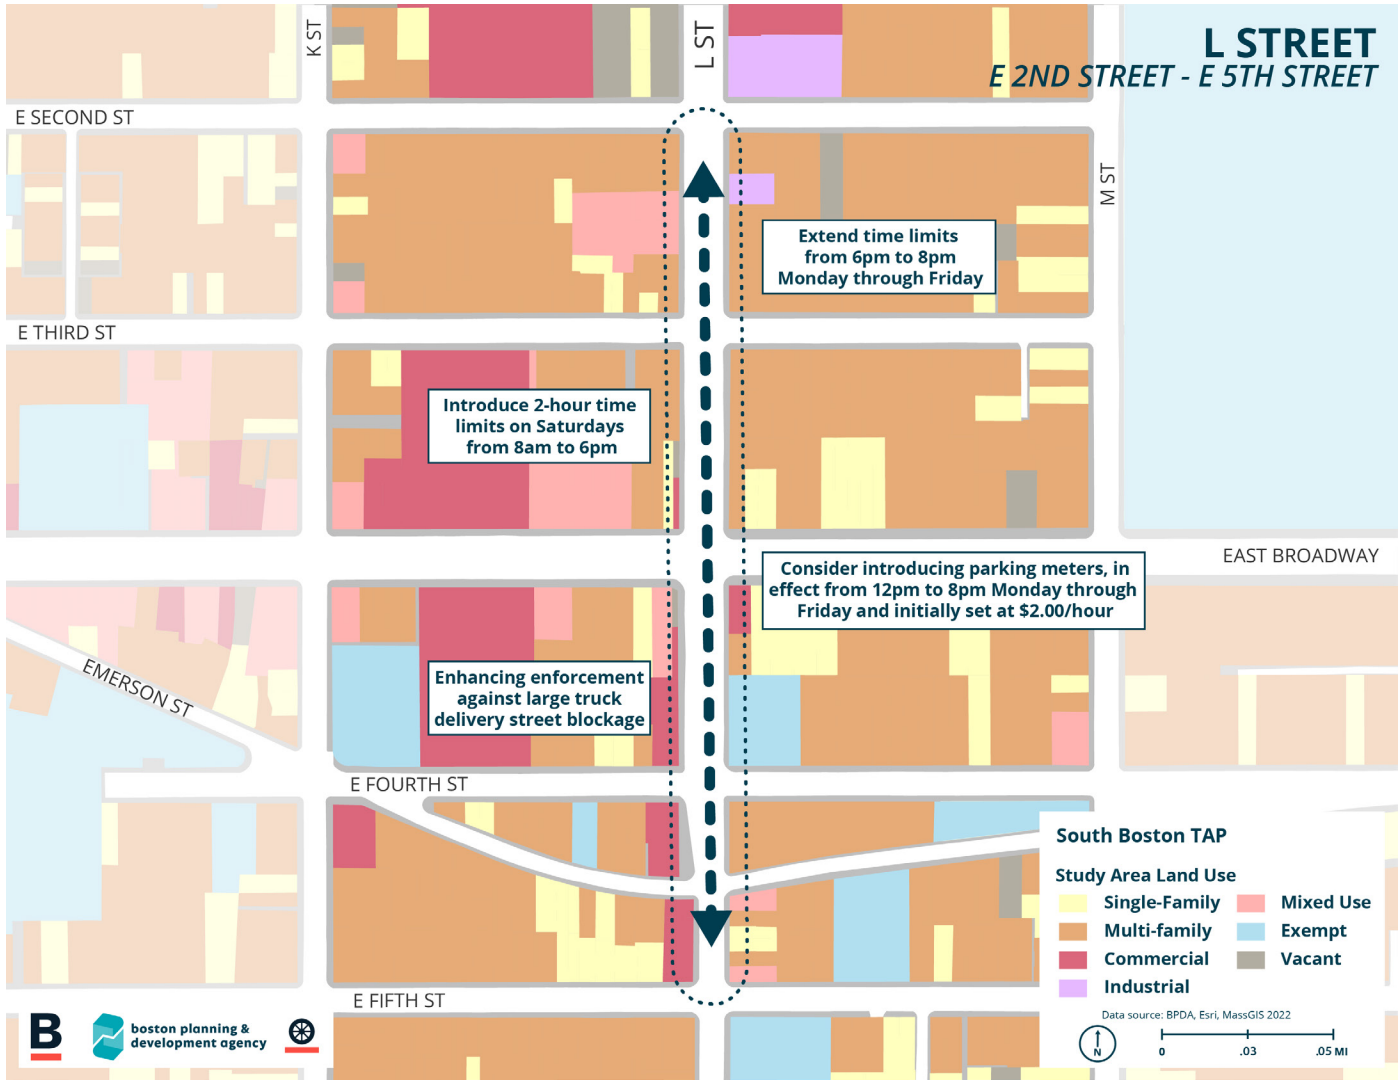 L STREET
E 2ND STREET - E 5TH STREET
K ST
L ST
M ST
E SECOND ST
Extend time limits
from 6pm to 8pm
Monday through Friday
E THIRD ST
Introduce 2-hour time
limits on Saturdays
from 8am to 6pm
EAST BROADWAY
Consider introducing parking meters, in
effect from 12pm to 8pm Monday through
Friday and initially set at $2.00/hour
EMERSON ST
Enhancing enforcement
against large truck
delivery street blockage
E FOURTH ST
South Boston TAP
Study Area Land Use
Single-Family
Mixed Use
Multi-family
Exempt
Commercial
Vacant
Industrial
Data source: BPDA, Esri, MassGIS 2022
N
0 .03 .05 MI
E FIFTH ST
B
boston planning &
development agency